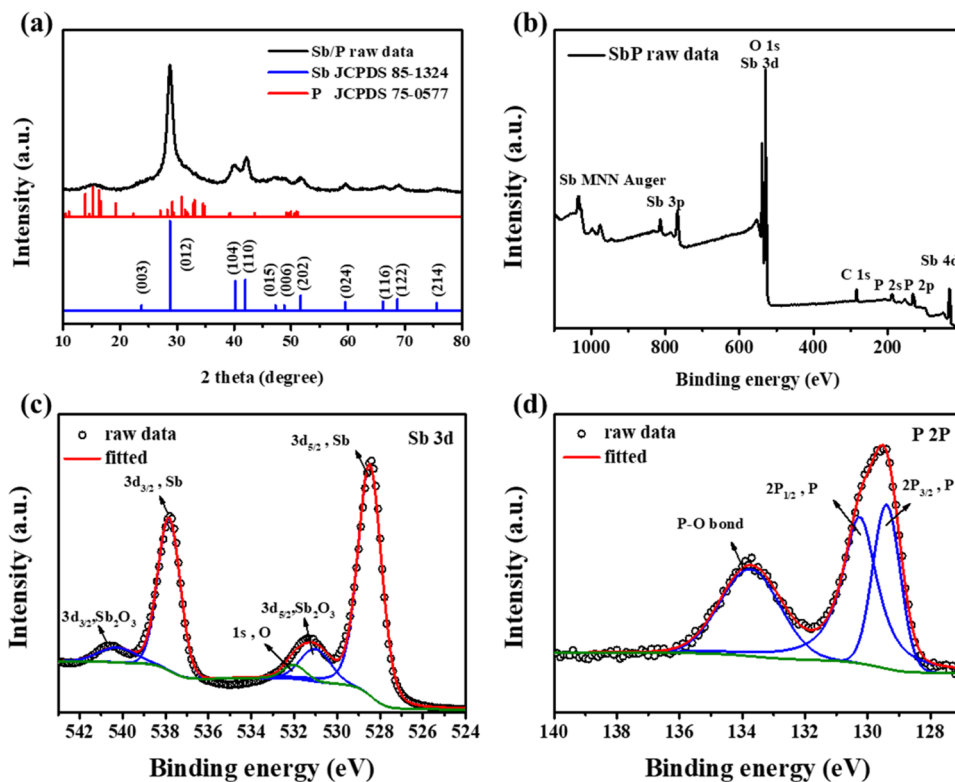 (a)
Sb/P raw data
Sb JCPDS 85-1324
P JCPDS 75-0577
Intensity (a.u.)
(003)
(012)
(104)
(110)
(015)
(006)
(202)
(024)
(116)
(122)
(214)
10 20 30 40 50 60 70 80
2 theta (degree)
(b)
SbP raw data
O 1s
Sb 3d
Sb MNN Auger
Sb 3p
C 1s
P 2s
P 2p
Sb 4d
Intensity (a.u.)
1000 800 600 400 200
Binding energy (eV)
(c)
raw data
fitted
Sb 3d
3d5/2 , Sb
3d3/2 , Sb
3d3/2,Sb2O3
1s , O
3d5/2,Sb2O3
Intensity (a.u.)
542 540 538 536 534 532 530 528 526 524
Binding energy (eV)
(d)
raw data
fitted
P 2P
2P1/2 , P
2P3/2 , P
P-O bond
Intensity (a.u.)
140 138 136 134 132 130 128
Binding energy (eV)